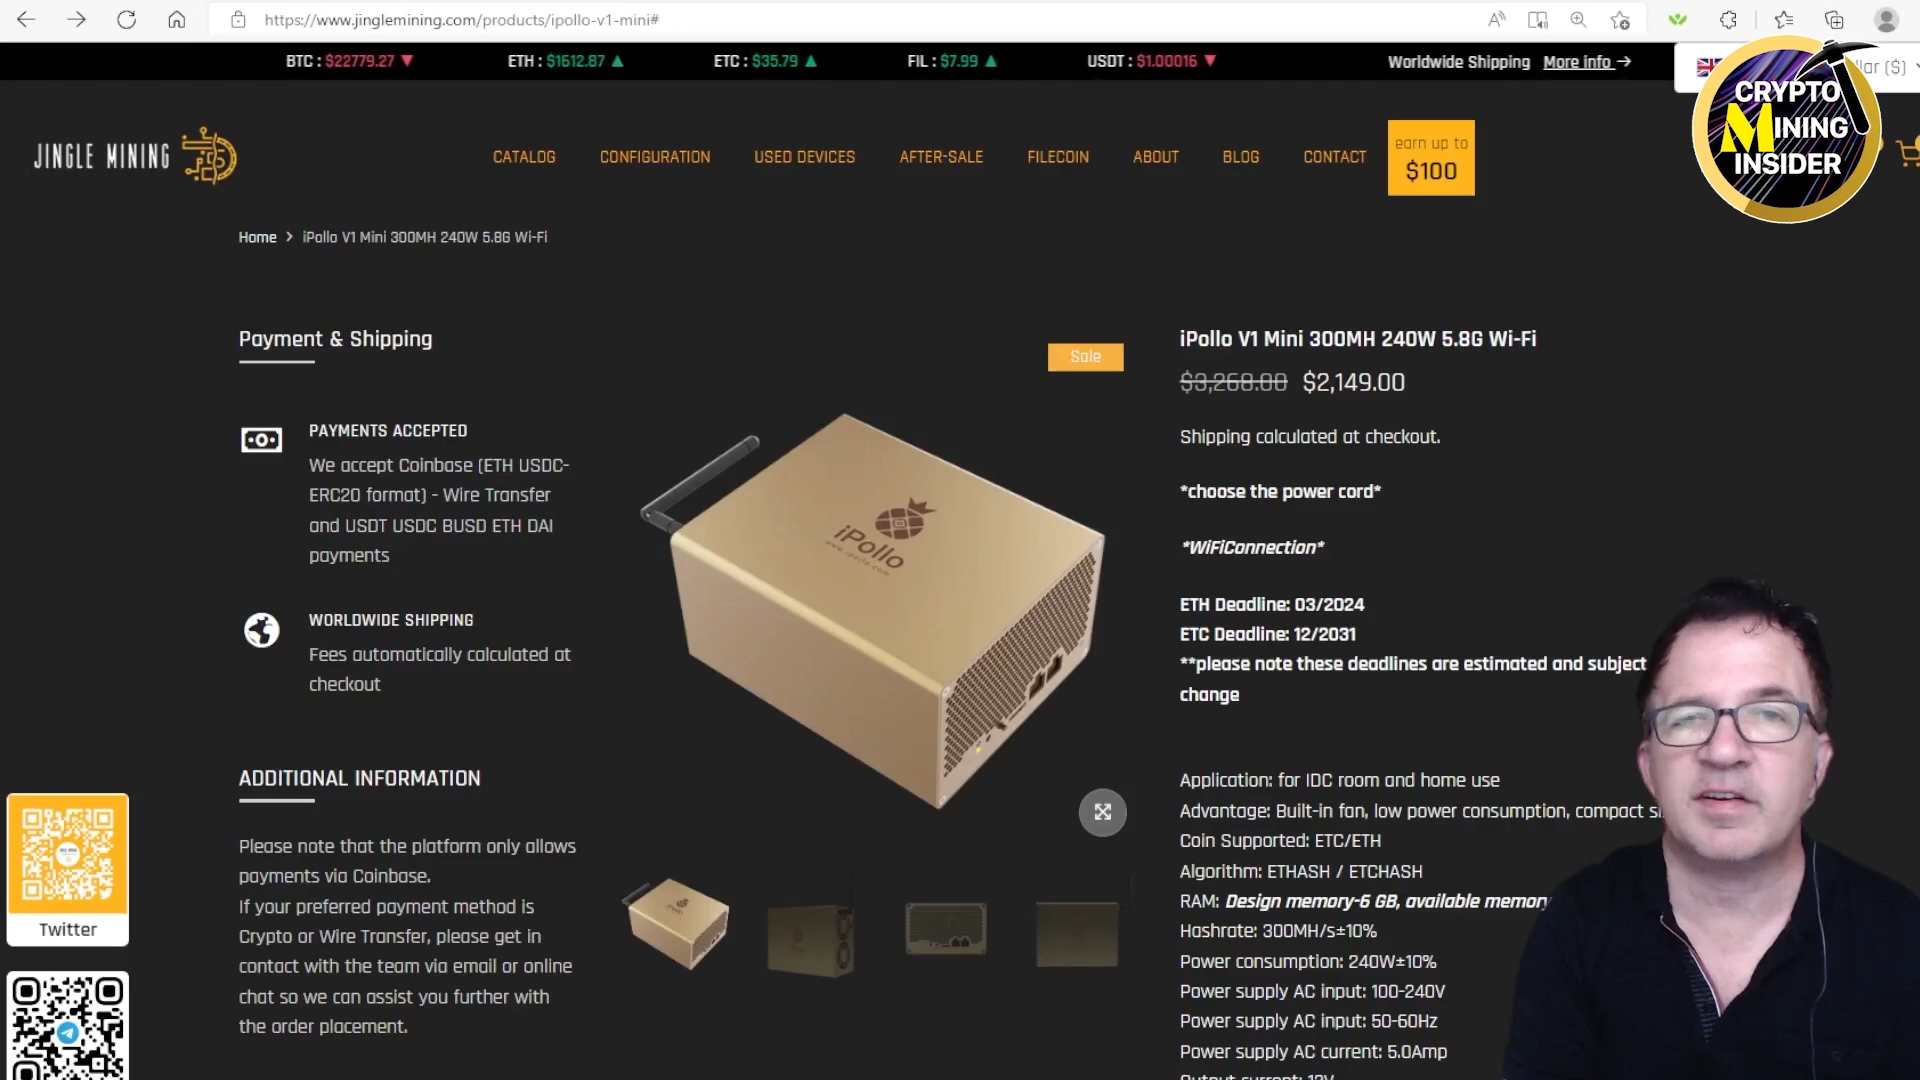 https://www.jinglemining.com/products/ipollo-v1-mini#
BTC : $22779.27 ▼
ETH : $1612.87 ▲
ETC : $35.79 ▲
FIL : $7.99 ▲
USDT : $1.00016 ▼
Worldwide Shipping More info →
($)
CRYPTO
MINING
INSIDER
JINGLE MINING
CATALOG
CONFIGURATION
USED DEVICES
AFTER-SALE
FILECOIN
ABOUT
BLOG
CONTACT
earn up to
$100
Home > iPollo V1 Mini 300MH 240W 5.8G Wi-Fi
Payment & Shipping
PAYMENTS ACCEPTED
We accept Coinbase (ETH USDC-
ERC20 format) - Wire Transfer
and USDT USDC BUSD ETH DAI
payments
WORLDWIDE SHIPPING
Fees automatically calculated at
checkout
ADDITIONAL INFORMATION
Please note that the platform only allows
payments via Coinbase.
If your preferred payment method is
Crypto or Wire Transfer, please get in
contact with the team via email or online
chat so we can assist you further with
the order placement.
Twitter
Sale
iPollo
www.ipollo.com
iPollo V1 Mini 300MH 240W 5.8G Wi-Fi
$3,268.00 $2,149.00
Shipping calculated at checkout.
*choose the power cord*
*WiFiConnection*
ETH Deadline: 03/2024
ETC Deadline: 12/2031
**please note these deadlines are estimated and subject
change
Application: for IDC room and home use
Advantage: Built-in fan, low power consumption, compact
Coin Supported: ETC/ETH
Algorithm: ETHASH / ETCHASH
RAM: Design memory-6 GB, available memory
Hashrate: 300MH/s±10%
Power consumption: 240W±10%
Power supply AC input: 100-240V
Power supply AC input: 50-60Hz
Power supply AC current: 5.0Amp
Output current: 12V